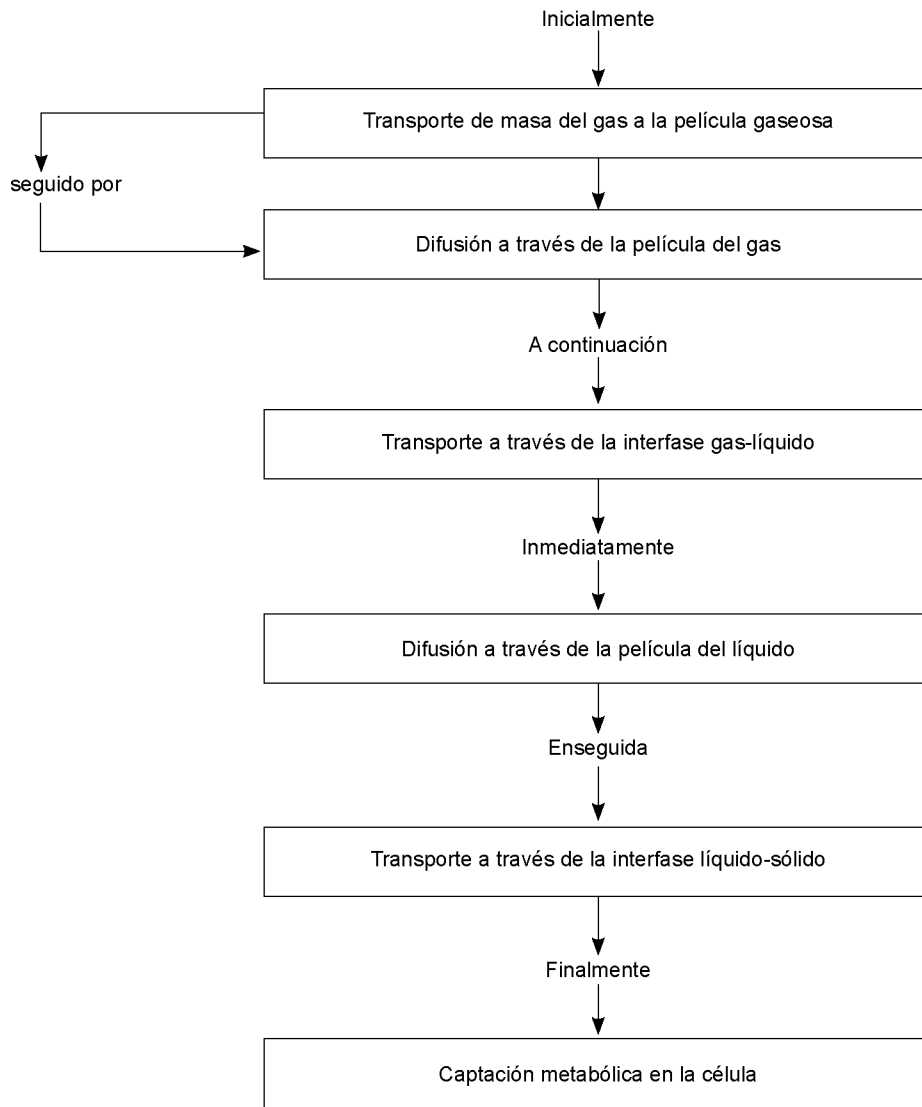 Inicialmente
Transporte de masa del gas a la película gaseosa
seguido por
Difusión a través de la película del gas
A continuación
Transporte a través de la interfase gas-líquido
Inmediatamente
Difusión a través de la película del líquido
Enseguida
Transporte a través de la interfase líquido-sólido
Finalmente
Captación metabólica en la célula